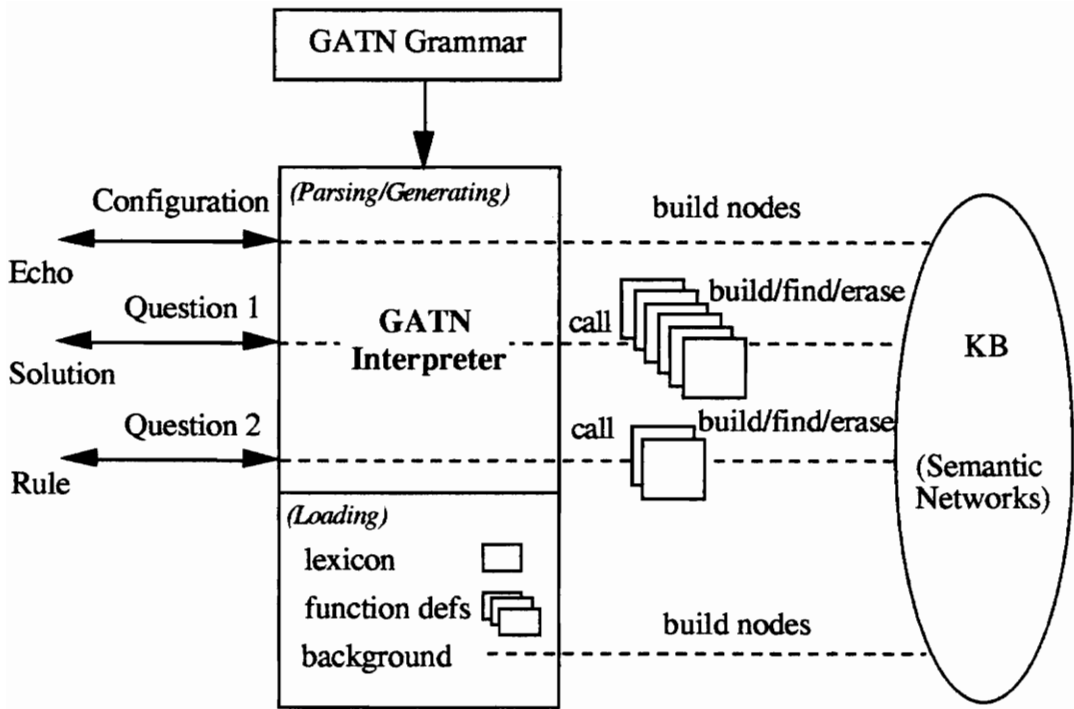 GATN Grammar
(Parsing/Generating)
Configuration
build nodes
Echo
Question 1
build/find/erase
call
GATN
Interpreter
KB
Solution
Question 2
call
build/find/erase
Rule
(Semantic
Networks)
(Loading)
lexicon
function defs
background
build nodes